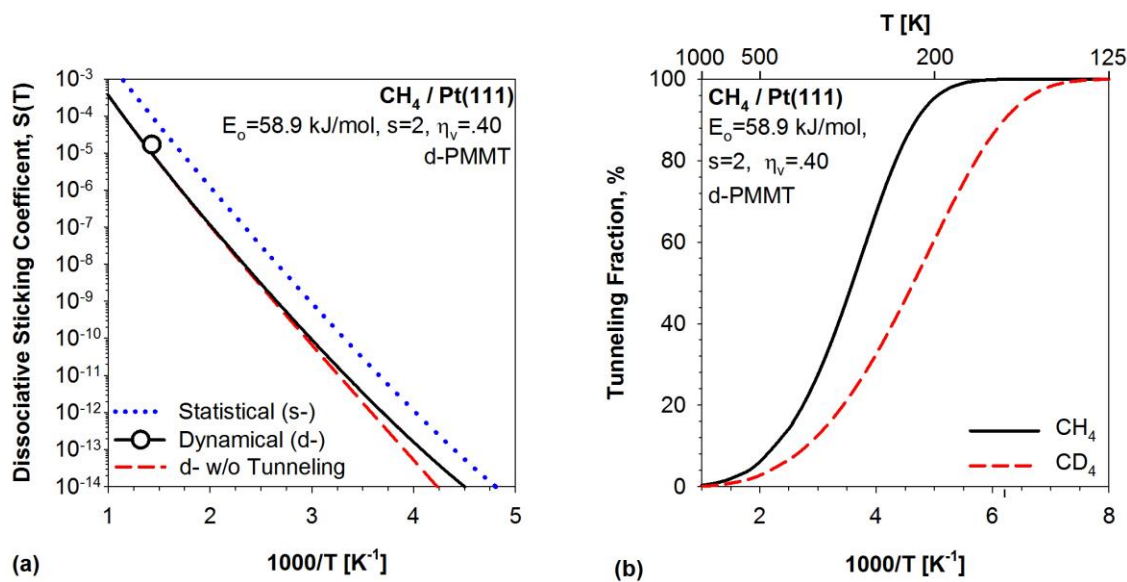 Dissociative Sticking Coefficent, S(T)
10⁻³
10⁻⁴
10⁻⁵
10⁻⁶
10⁻⁷
10⁻⁸
10⁻⁹
10⁻¹⁰
10⁻¹¹
10⁻¹²
10⁻¹³
10⁻¹⁴
CH₄ / Pt(111)
Eₒ=58.9 kJ/mol, s=2, ηᵥ=.40
d-PMMT
Statistical (s-)
Dynamical (d-)
d- w/o Tunneling
1 2 3 4 5
1000/T [K⁻¹]
(a)
T [K]
1000 500 200 125
Tunneling Fraction, %
100
80
60
40
20
0
CH₄ / Pt(111)
Eₒ=58.9 kJ/mol,
s=2, ηᵥ=.40
d-PMMT
CH₄
CD₄
2 4 6 8
1000/T [K⁻¹]
(b)